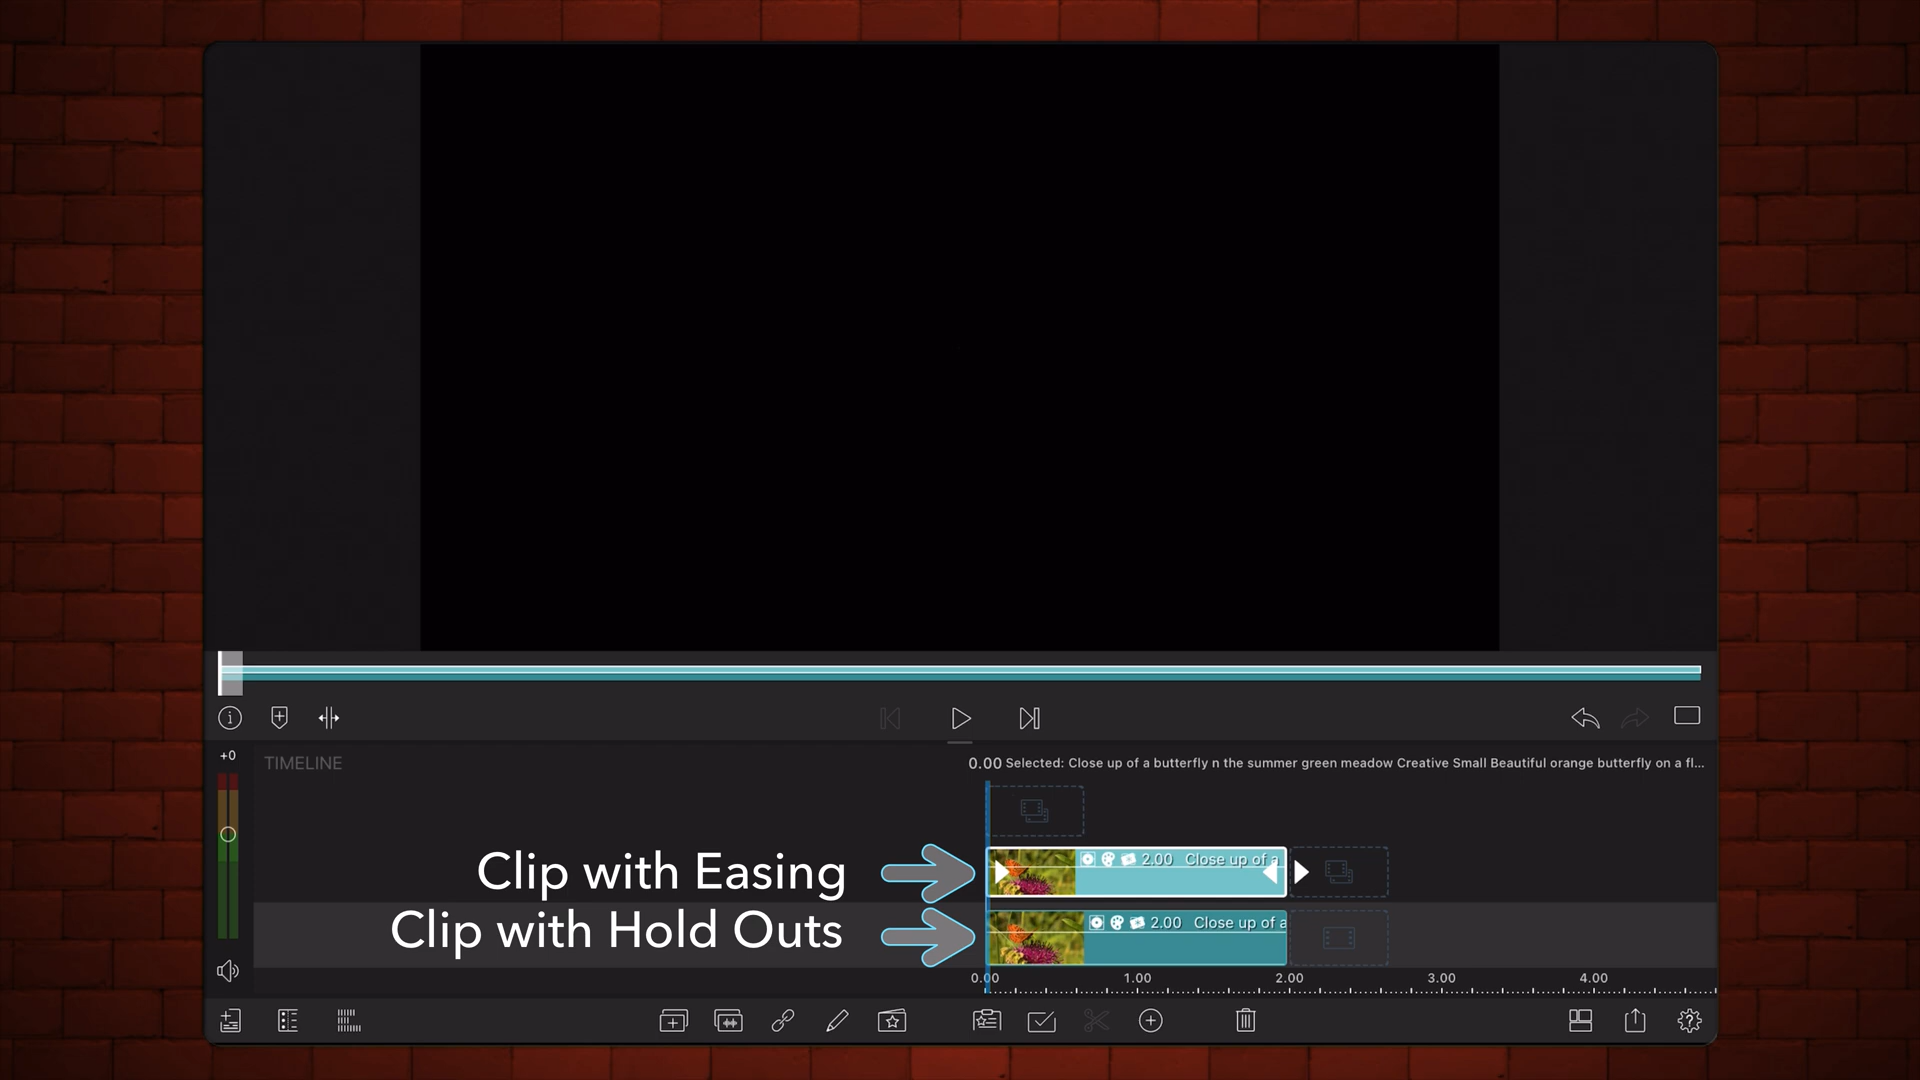 +0
TIMELINE
0.00 Selected: Close up of a butterfly n the summer green meadow Creative Small Beautiful orange butterfly on a fl...
Clip with Easing
2.00 Close up of a
Clip with Hold Outs
2.00 Close up of a
0.00 1.00 2.00 3.00 4.00